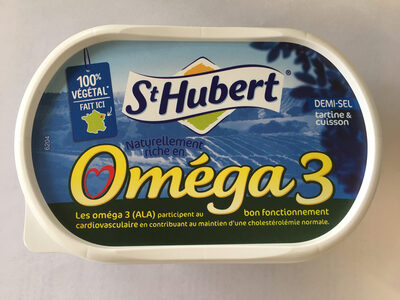 100%
VÉGÉTAL*
FAIT ICI
St Hubert®
DEMI-SEL
tartine &
cuisson
Naturellement
riche en
Oméga 3
Les oméga 3 (ALA) participent au bon fonctionnement
cardiovasculaire en contribuant au maintien d'une cholestérolémie normale.
6204